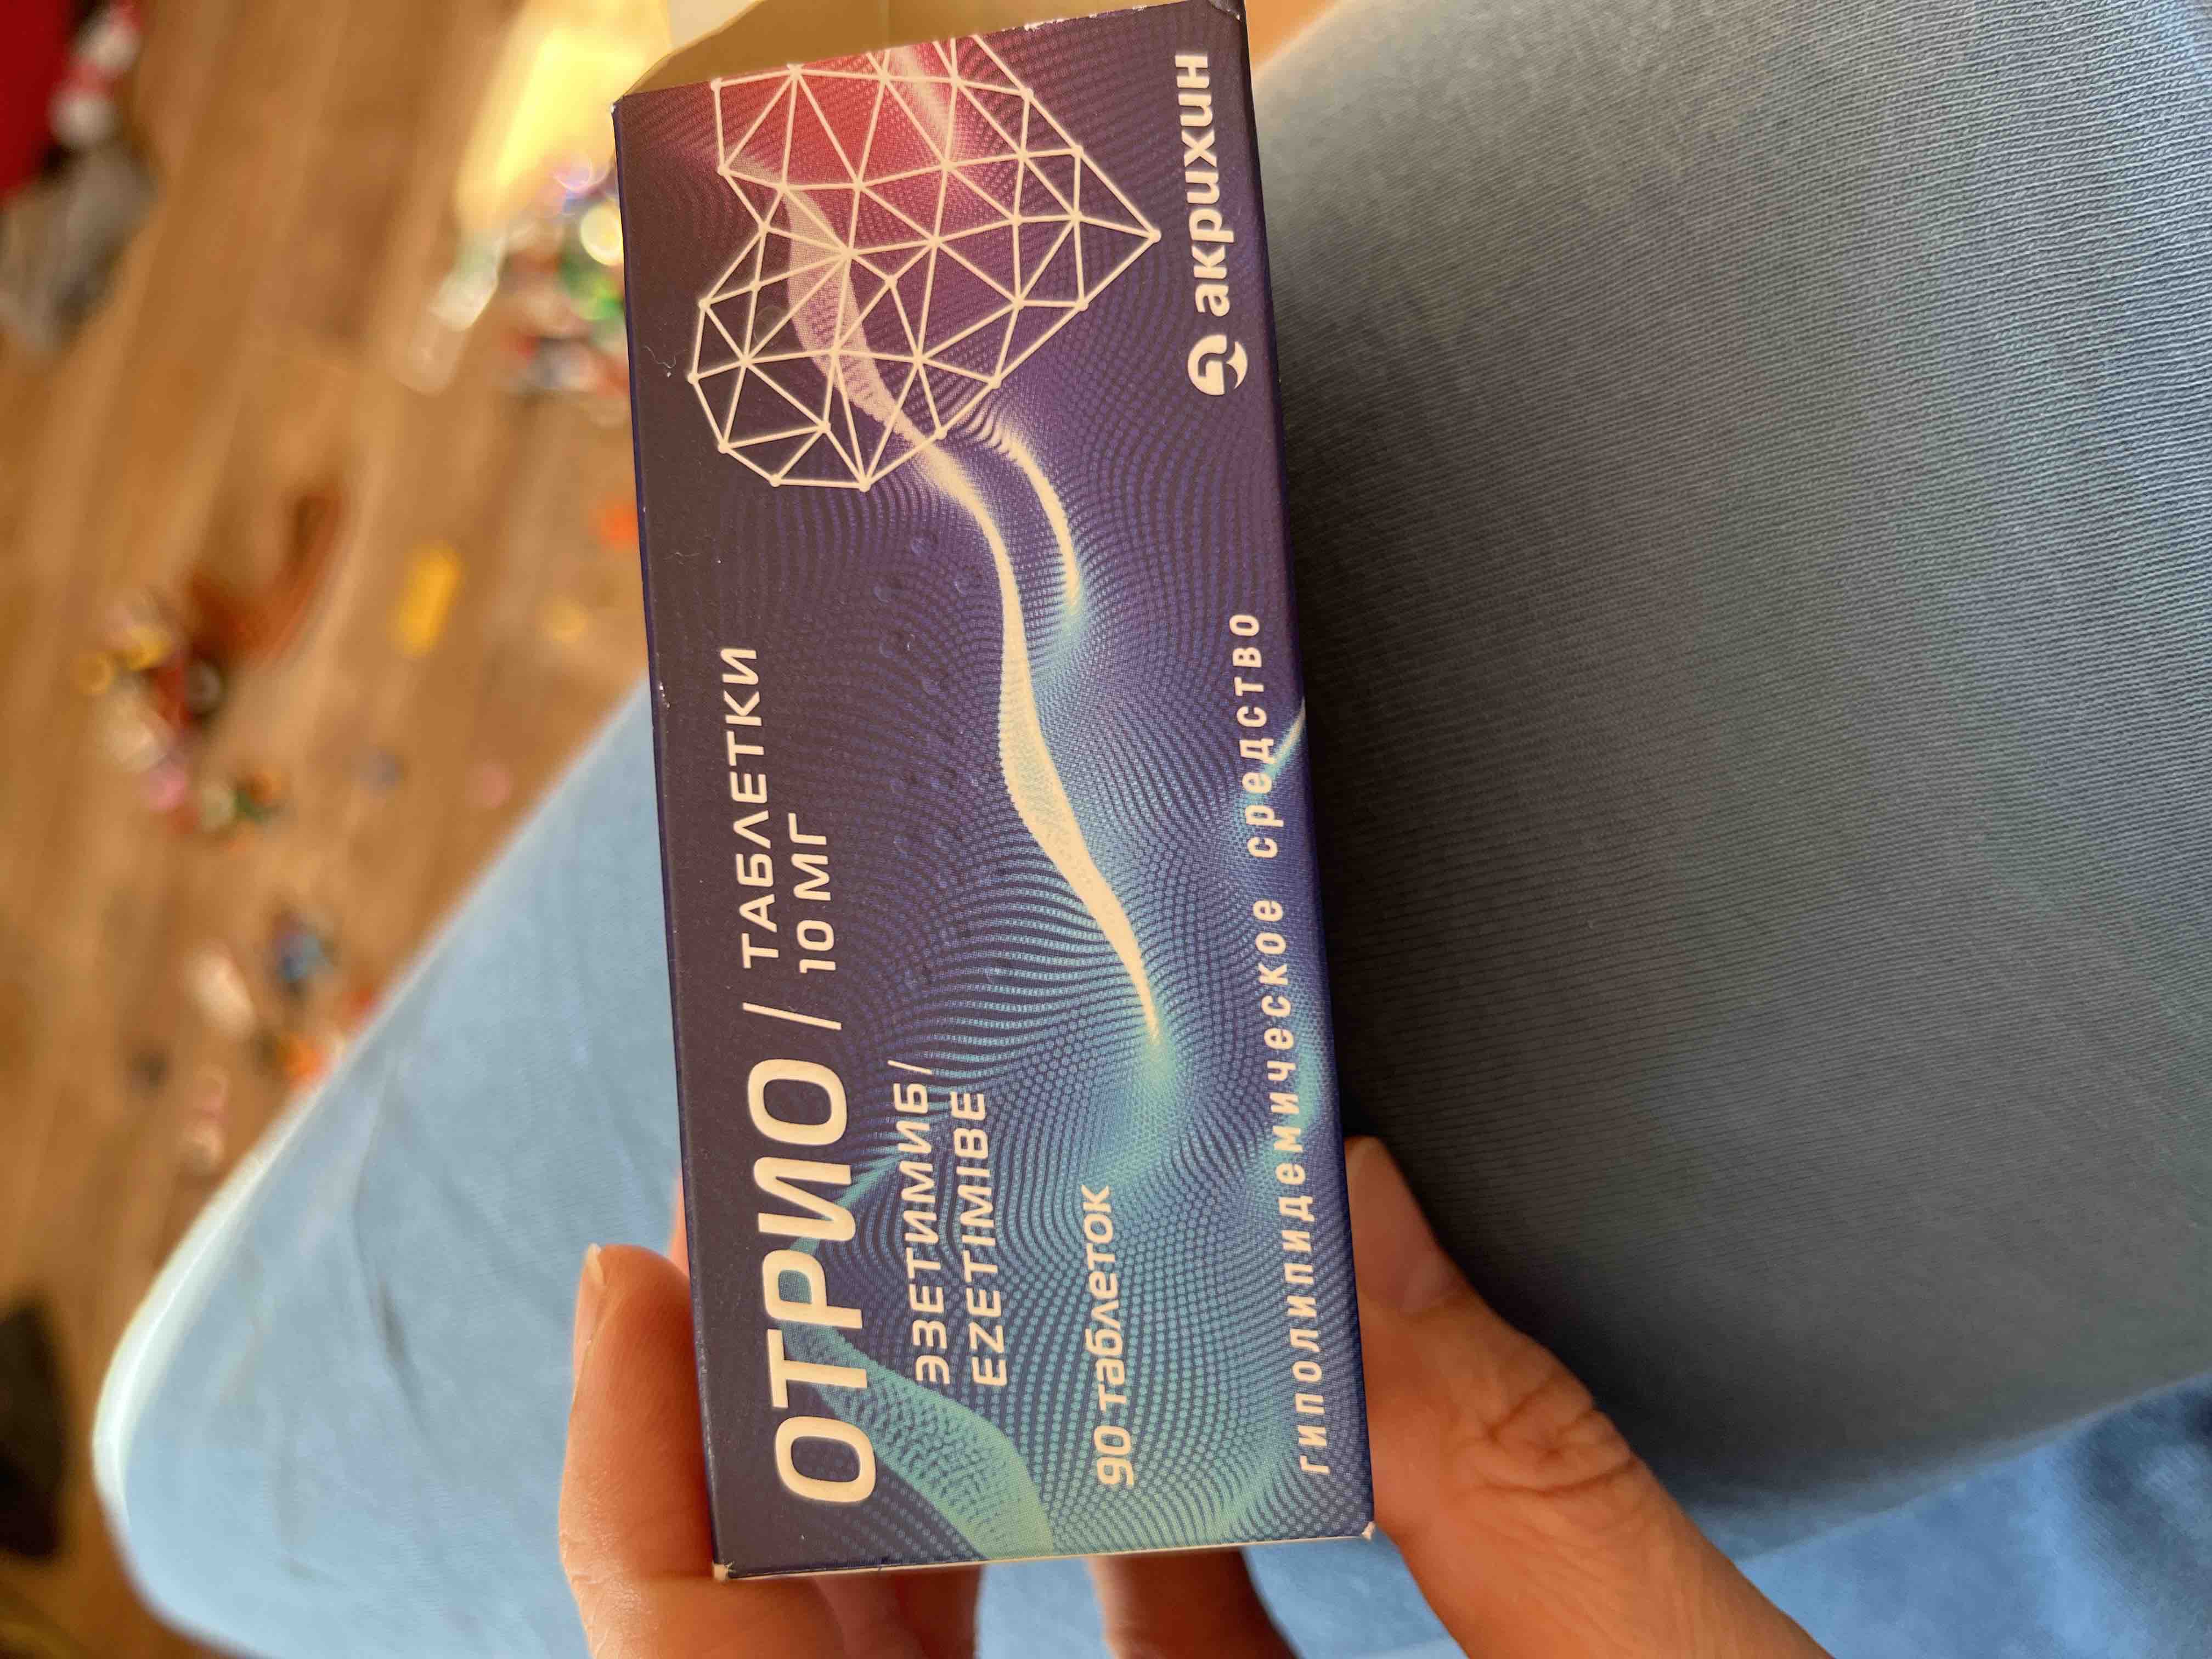 ОТРИО / ТАБЛЕТКИ
10 МГ
ЭЗЕТИМИБ/
EZETIMIBE
90 таблеток
гиполипидемическое средство
акрихин